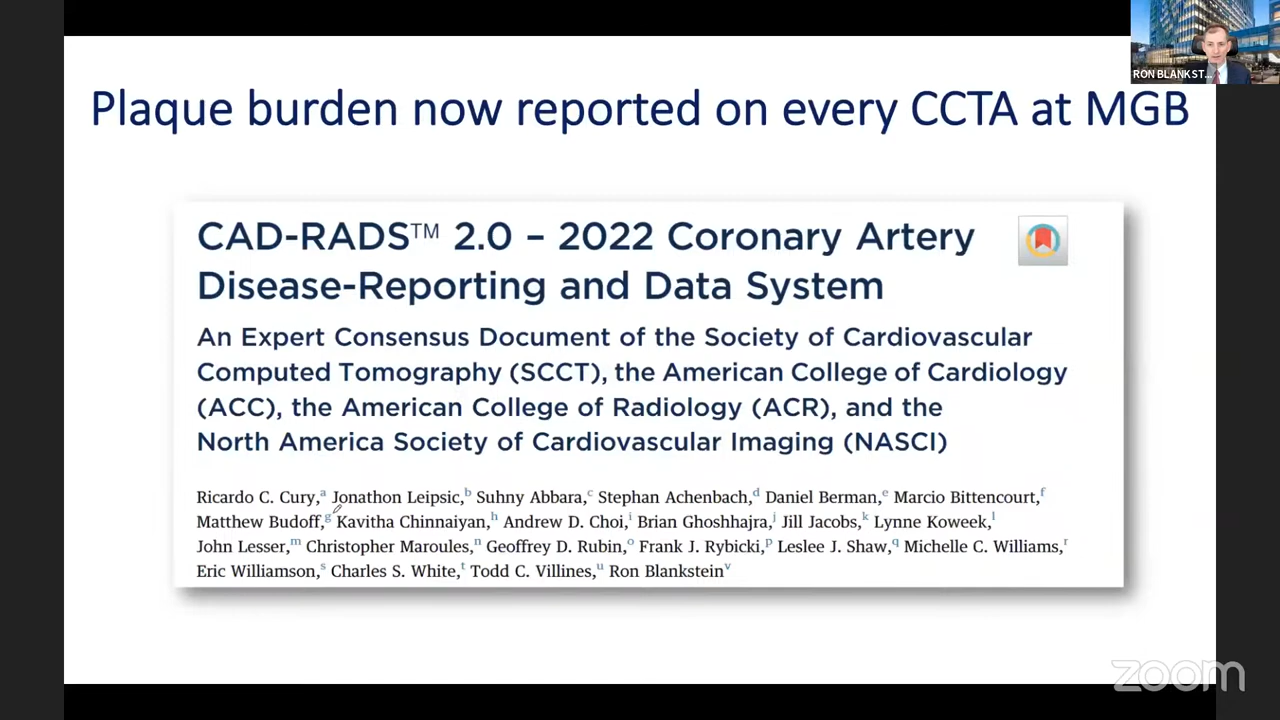 RON BLANKST...
Plaque burden now reported on every CCTA at MGB
CAD-RADS™ 2.0 – 2022 Coronary Artery
Disease-Reporting and Data System
An Expert Consensus Document of the Society of Cardiovascular
Computed Tomography (SCCT), the American College of Cardiology
(ACC), the American College of Radiology (ACR), and the
North America Society of Cardiovascular Imaging (NASCI)
Ricardo C. Cury,a Jonathon Leipsic,b Suhny Abbara,c Stephan Achenbach,d Daniel Berman,e Marcio Bittencourt,f
Matthew Budoff,g Kavitha Chinnaiyan,h Andrew D. Choi,i Brian Ghoshhajra,j Jill Jacobs,k Lynne Koweek,l
John Lesser,m Christopher Maroules,n Geoffrey D. Rubin,o Frank J. Rybicki,p Leslee J. Shaw,q Michelle C. Williams,r
Eric Williamson,s Charles S. White,t Todd C. Villines,u Ron Blanksteinv
zoom